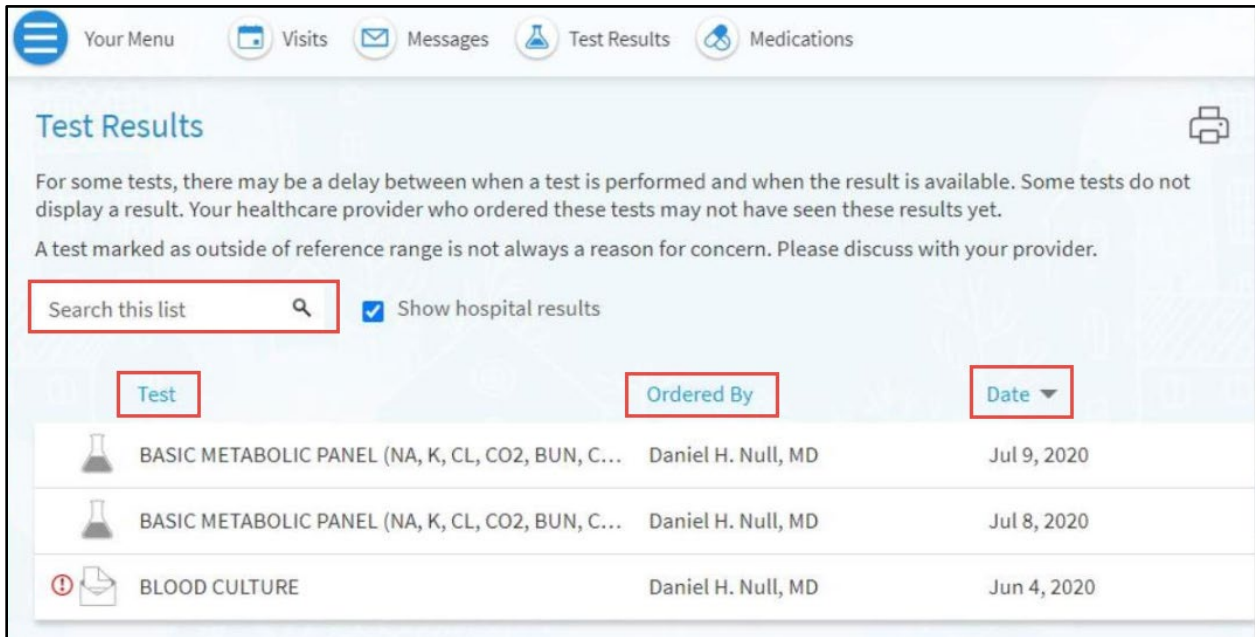 Your Menu Visits Messages Test Results Medications
Test Results
For some tests, there may be a delay between when a test is performed and when the result is available. Some tests do not
display a result. Your healthcare provider who ordered these tests may not have seen these results yet.
A test marked as outside of reference range is not always a reason for concern. Please discuss with your provider.
Search this list Show hospital results
Test Ordered By Date
BASIC METABOLIC PANEL (NA, K, CL, CO2, BUN, C... Daniel H. Null, MD Jul 9, 2020
BASIC METABOLIC PANEL (NA, K, CL, CO2, BUN, C... Daniel H. Null, MD Jul 8, 2020
BLOOD CULTURE Daniel H. Null, MD Jun 4, 2020